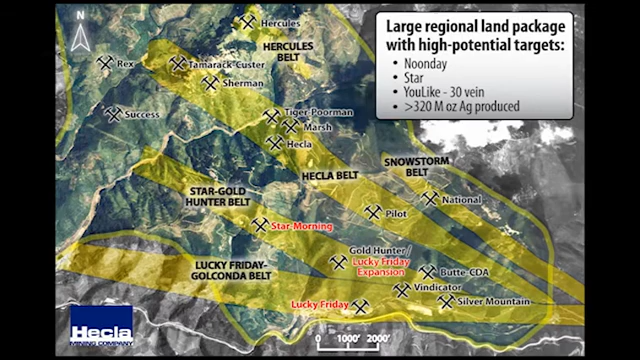 N
Hercules
HERCULES
BELT
Rex
Tamarack-Custer
Sherman
Success
Tiger-Poorman
Marsh
Hecla
HECLA BELT
SNOWSTORM
BELT
STAR-GOLD
HUNTER BELT
National
Pilot
Star-Morning
Gold Hunter/
Lucky Friday
Expansion
LUCKY FRIDAY-
GOLCONDA BELT
Butte-CDA
Vindicator
Silver Mountain
Lucky Friday
Large regional land package
with high-potential targets:
• Noonday
• Star
• YouLike - 30 vein
• >320 M oz Ag produced
Hecla
MINING COMPANY
0 1000' 2000'